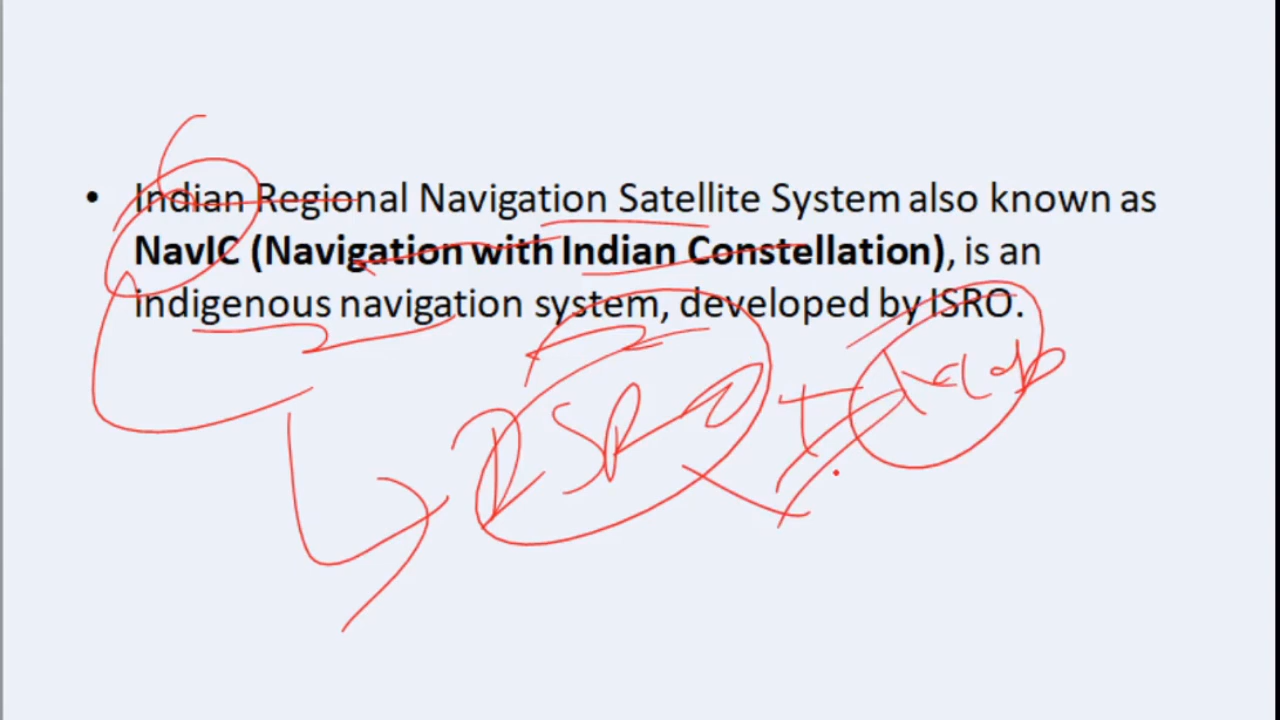 • Indian Regional Navigation Satellite System also known as
NavIC (Navigation with Indian Constellation), is an
indigenous navigation system, developed by ISRO.
ISRO